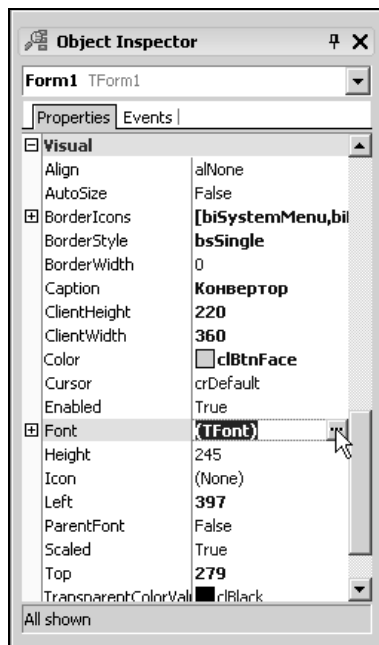 Object Inspector
Form1 TForm1
Properties Events
Visual
Align alNone
AutoSize False
BorderIcons [biSystemMenu,bi
BorderStyle bsSingle
BorderWidth 0
Caption Конвертор
ClientHeight 220
ClientWidth 360
Color clBtnFace
Cursor crDefault
Enabled True
Font (TFont) ...
Height 245
Icon (None)
Left 397
ParentFont False
Scaled True
Top 279
TransparentColorVal clBlack
All shown